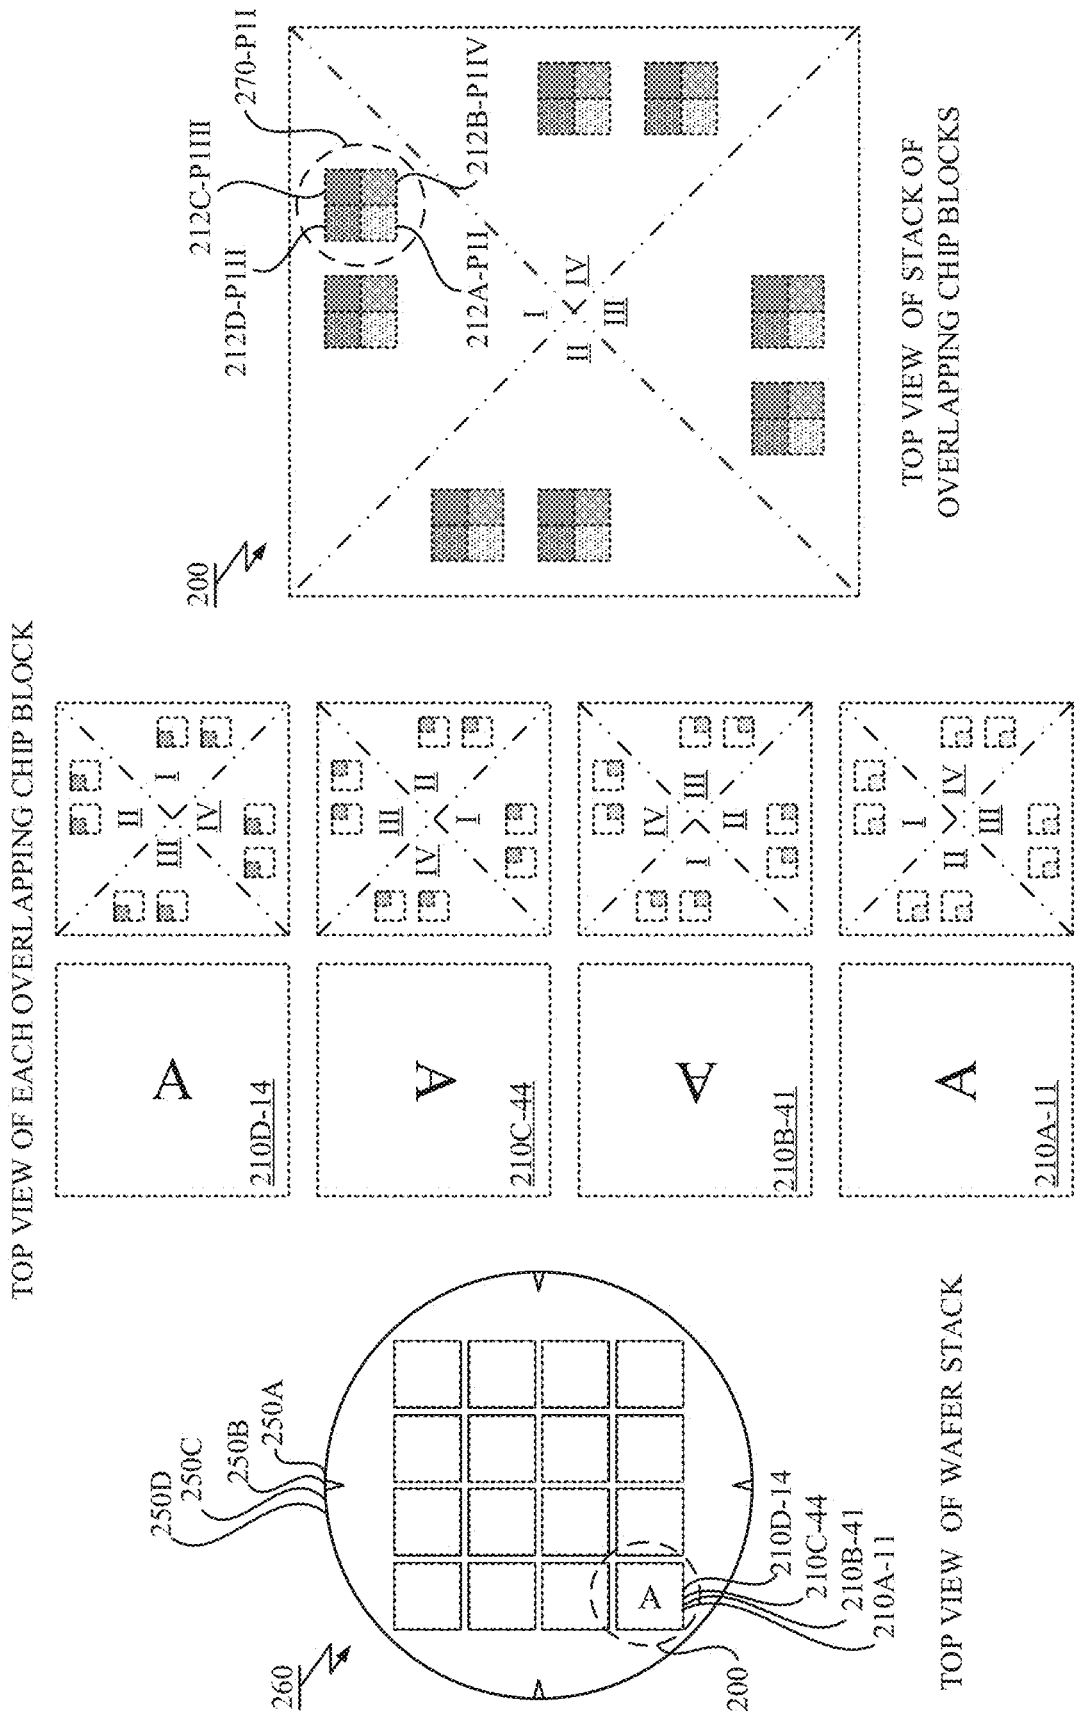 TOP VIEW OF EACH OVERLAPPING CHIP BLOCK
260
250D
250C
250B
250A
A
200
210D-14
210C-44
210B-41
210A-11
TOP VIEW OF WAFER STACK
A
210D-14
A
210C-44
A
210B-41
A
210A-11
II
III
I
IV
III
IV
II
I
IV
I
III
II
I
II
IV
III
200
212D-P1II
212C-P1III
270-P1I
212A-P1I
212B-P1IV
I
II
IV
III
TOP VIEW OF STACK OF
OVERLAPPING CHIP BLOCKS